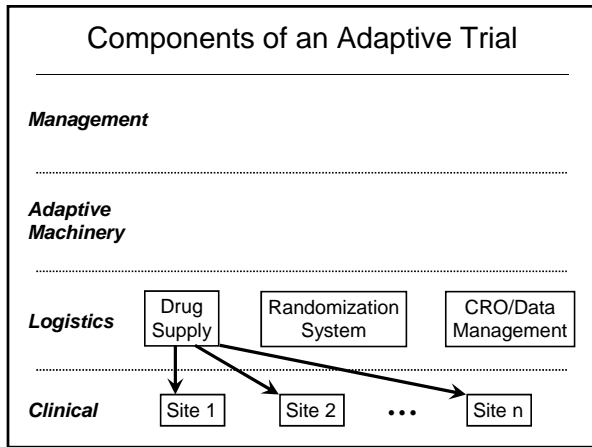 Components of an Adaptive Trial
Management
Adaptive
Machinery
Logistics
Drug
Supply
Randomization
System
CRO/Data
Management
Clinical
Site 1
Site 2
•••
Site n